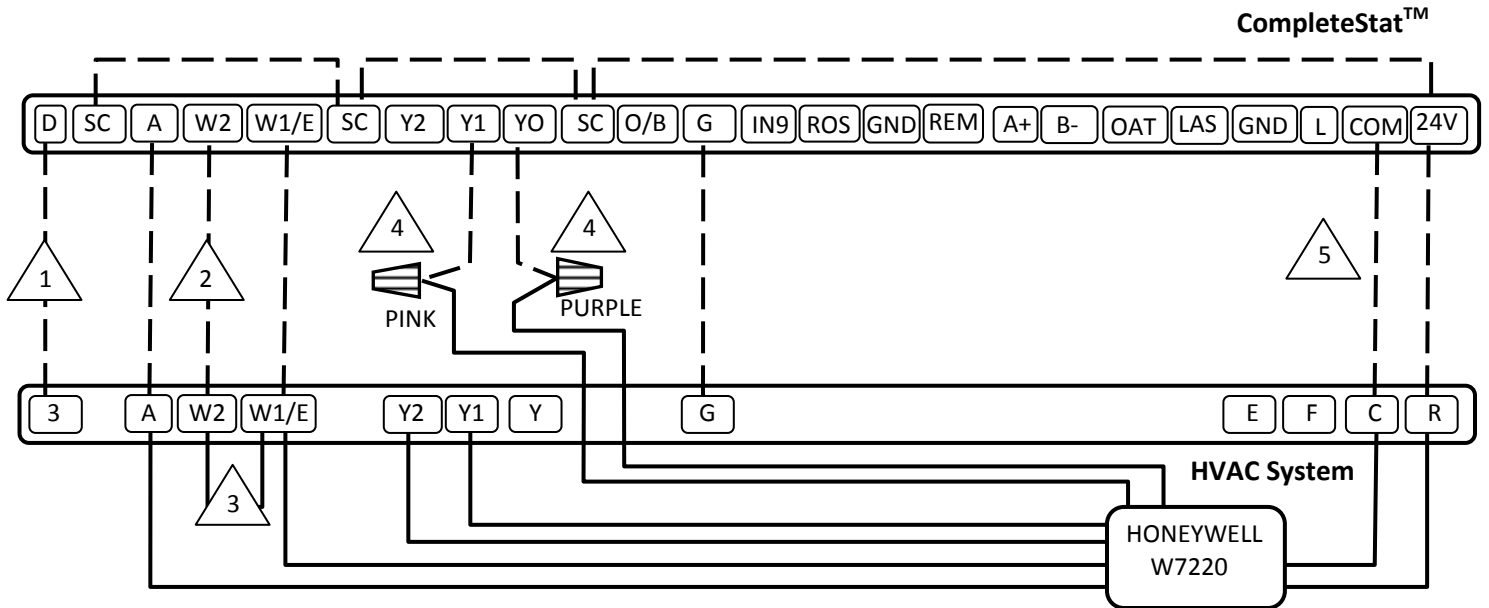 CompleteStat™
D SC A W2 W1/E SC Y2 Y1 YO SC O/B G IN9 ROS GND REM A+ B- OAT LAS GND L COM 24V
4 4
5
1 2
PINK PURPLE
3 A W2 W1/E Y2 Y1 Y G E F C R
HVAC System
3
HONEYWELL
W7220